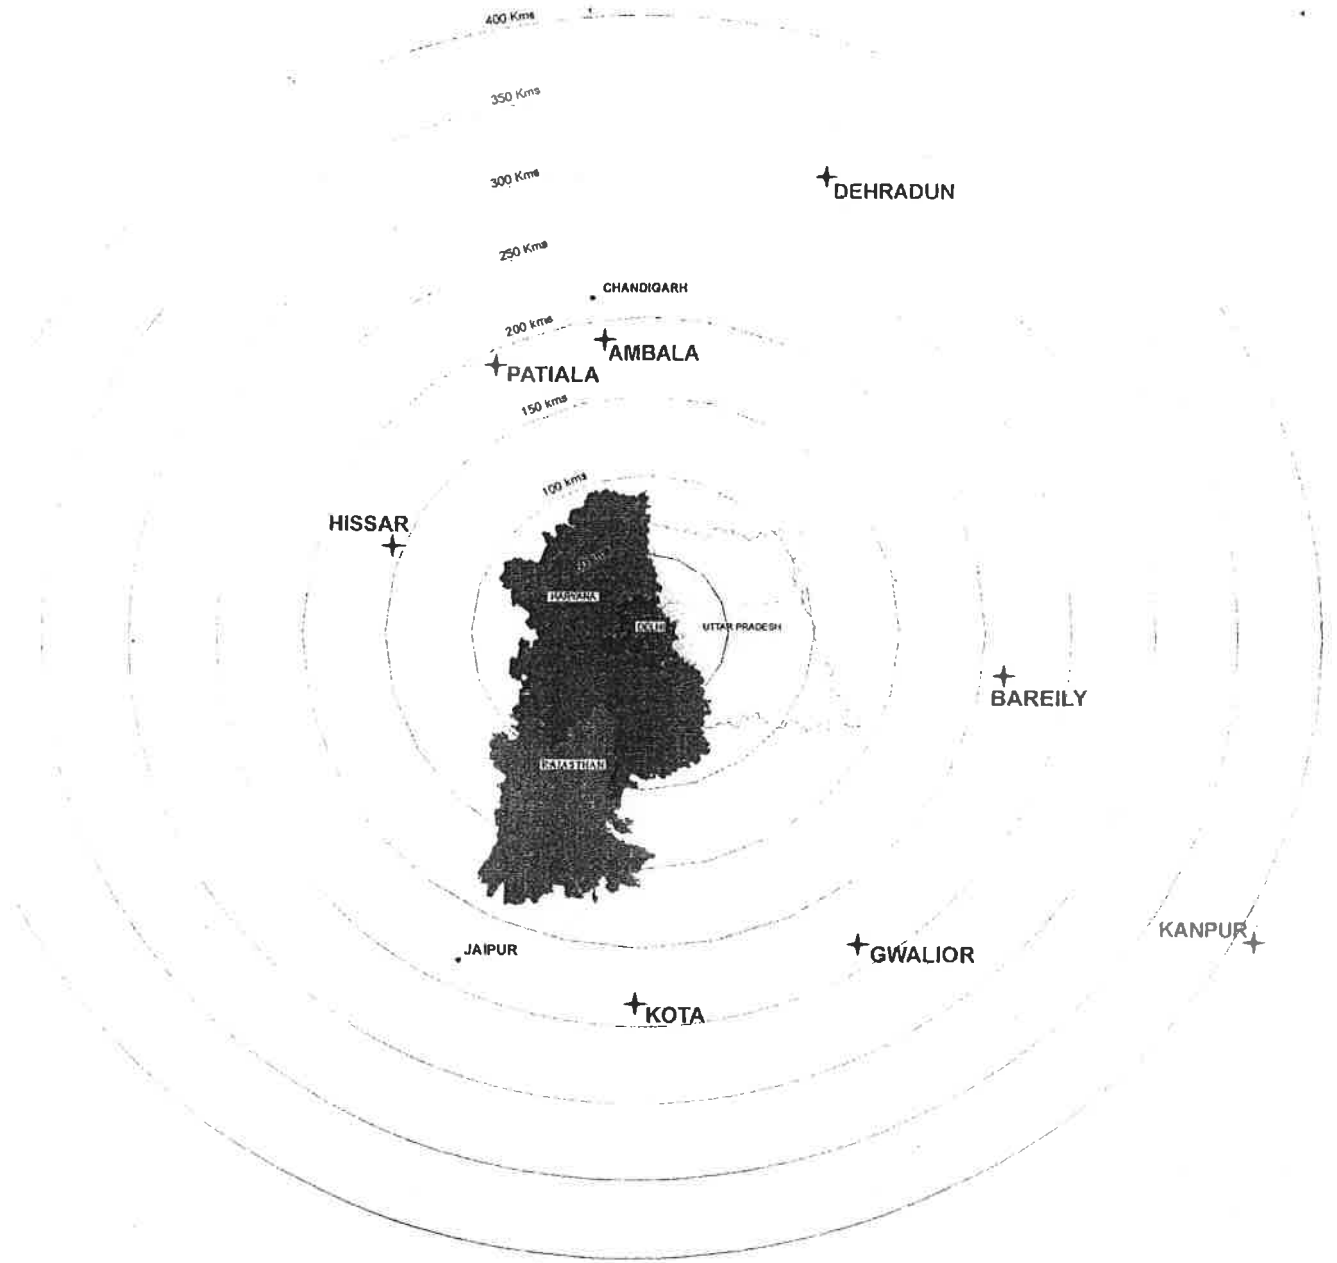 400 Kms
350 Kms
300 Kms
DEHRADUN
250 Kms
CHANDIGARH
200 kms
AMBALA
PATIALA
150 kms
100 kms
HISSAR
HARYANA
DELHI
UTTAR PRADESH
BAREILY
RAJASTHAN
KANPUR
JAIPUR
GWALIOR
KOTA